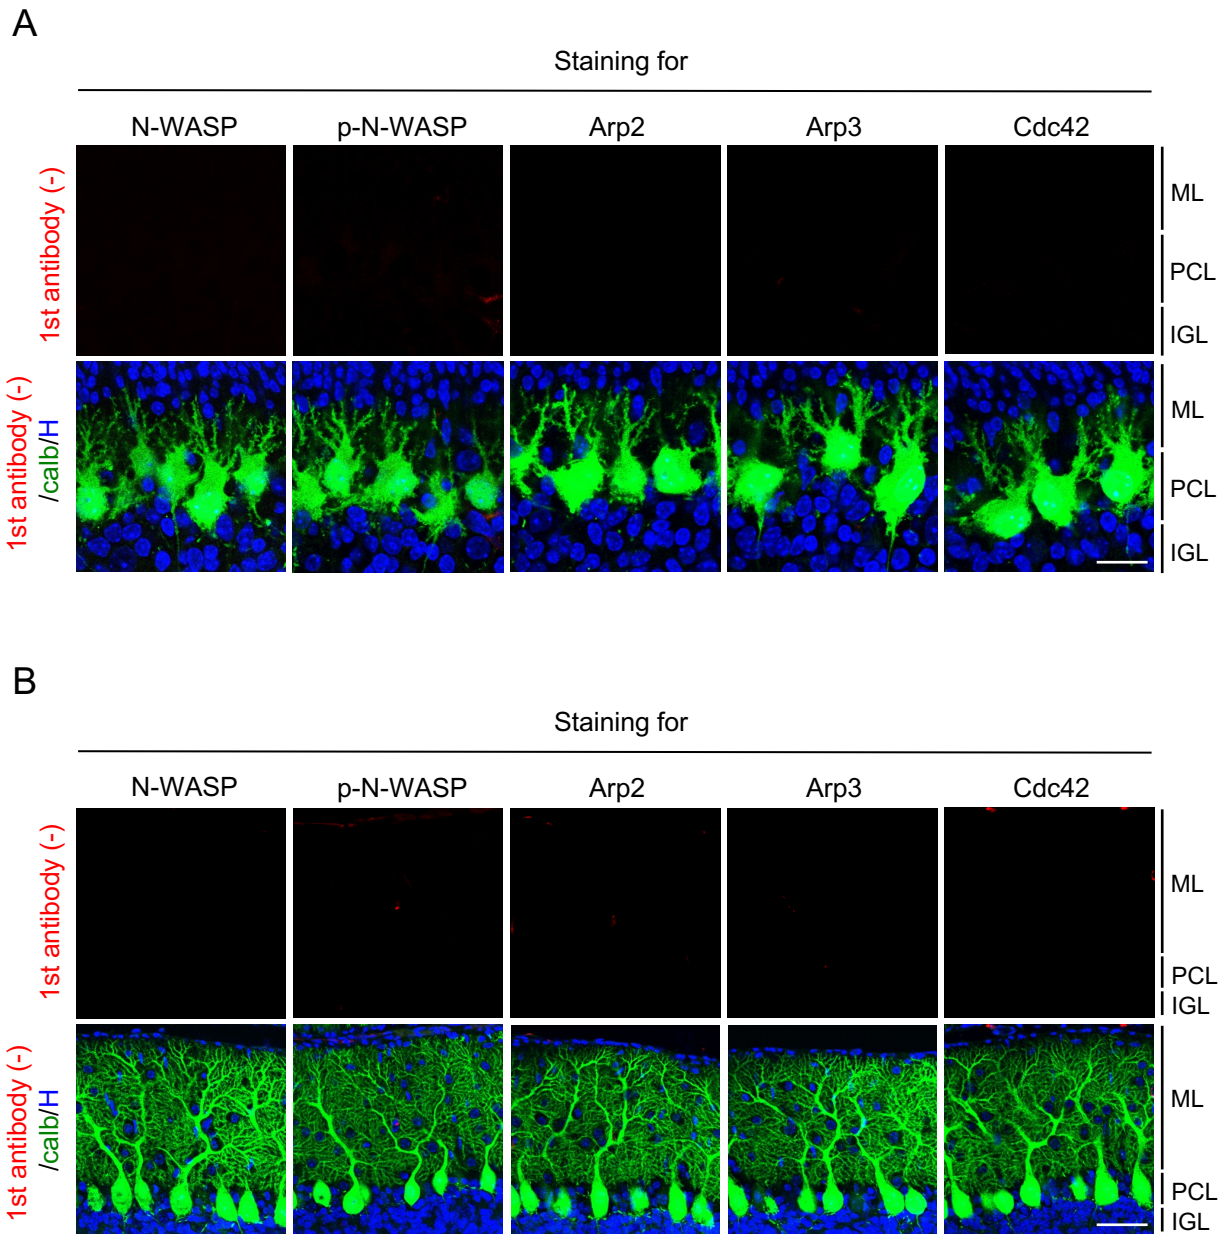 A
Staining for
N-WASP p-N-WASP Arp2 Arp3 Cdc42
1st antibody (-)
ML
PCL
IGL
1st antibody (-)
/calb/H
ML
PCL
IGL
B
Staining for
N-WASP p-N-WASP Arp2 Arp3 Cdc42
1st antibody (-)
ML
PCL
IGL
1st antibody (-)
/calb/H
ML
PCL
IGL